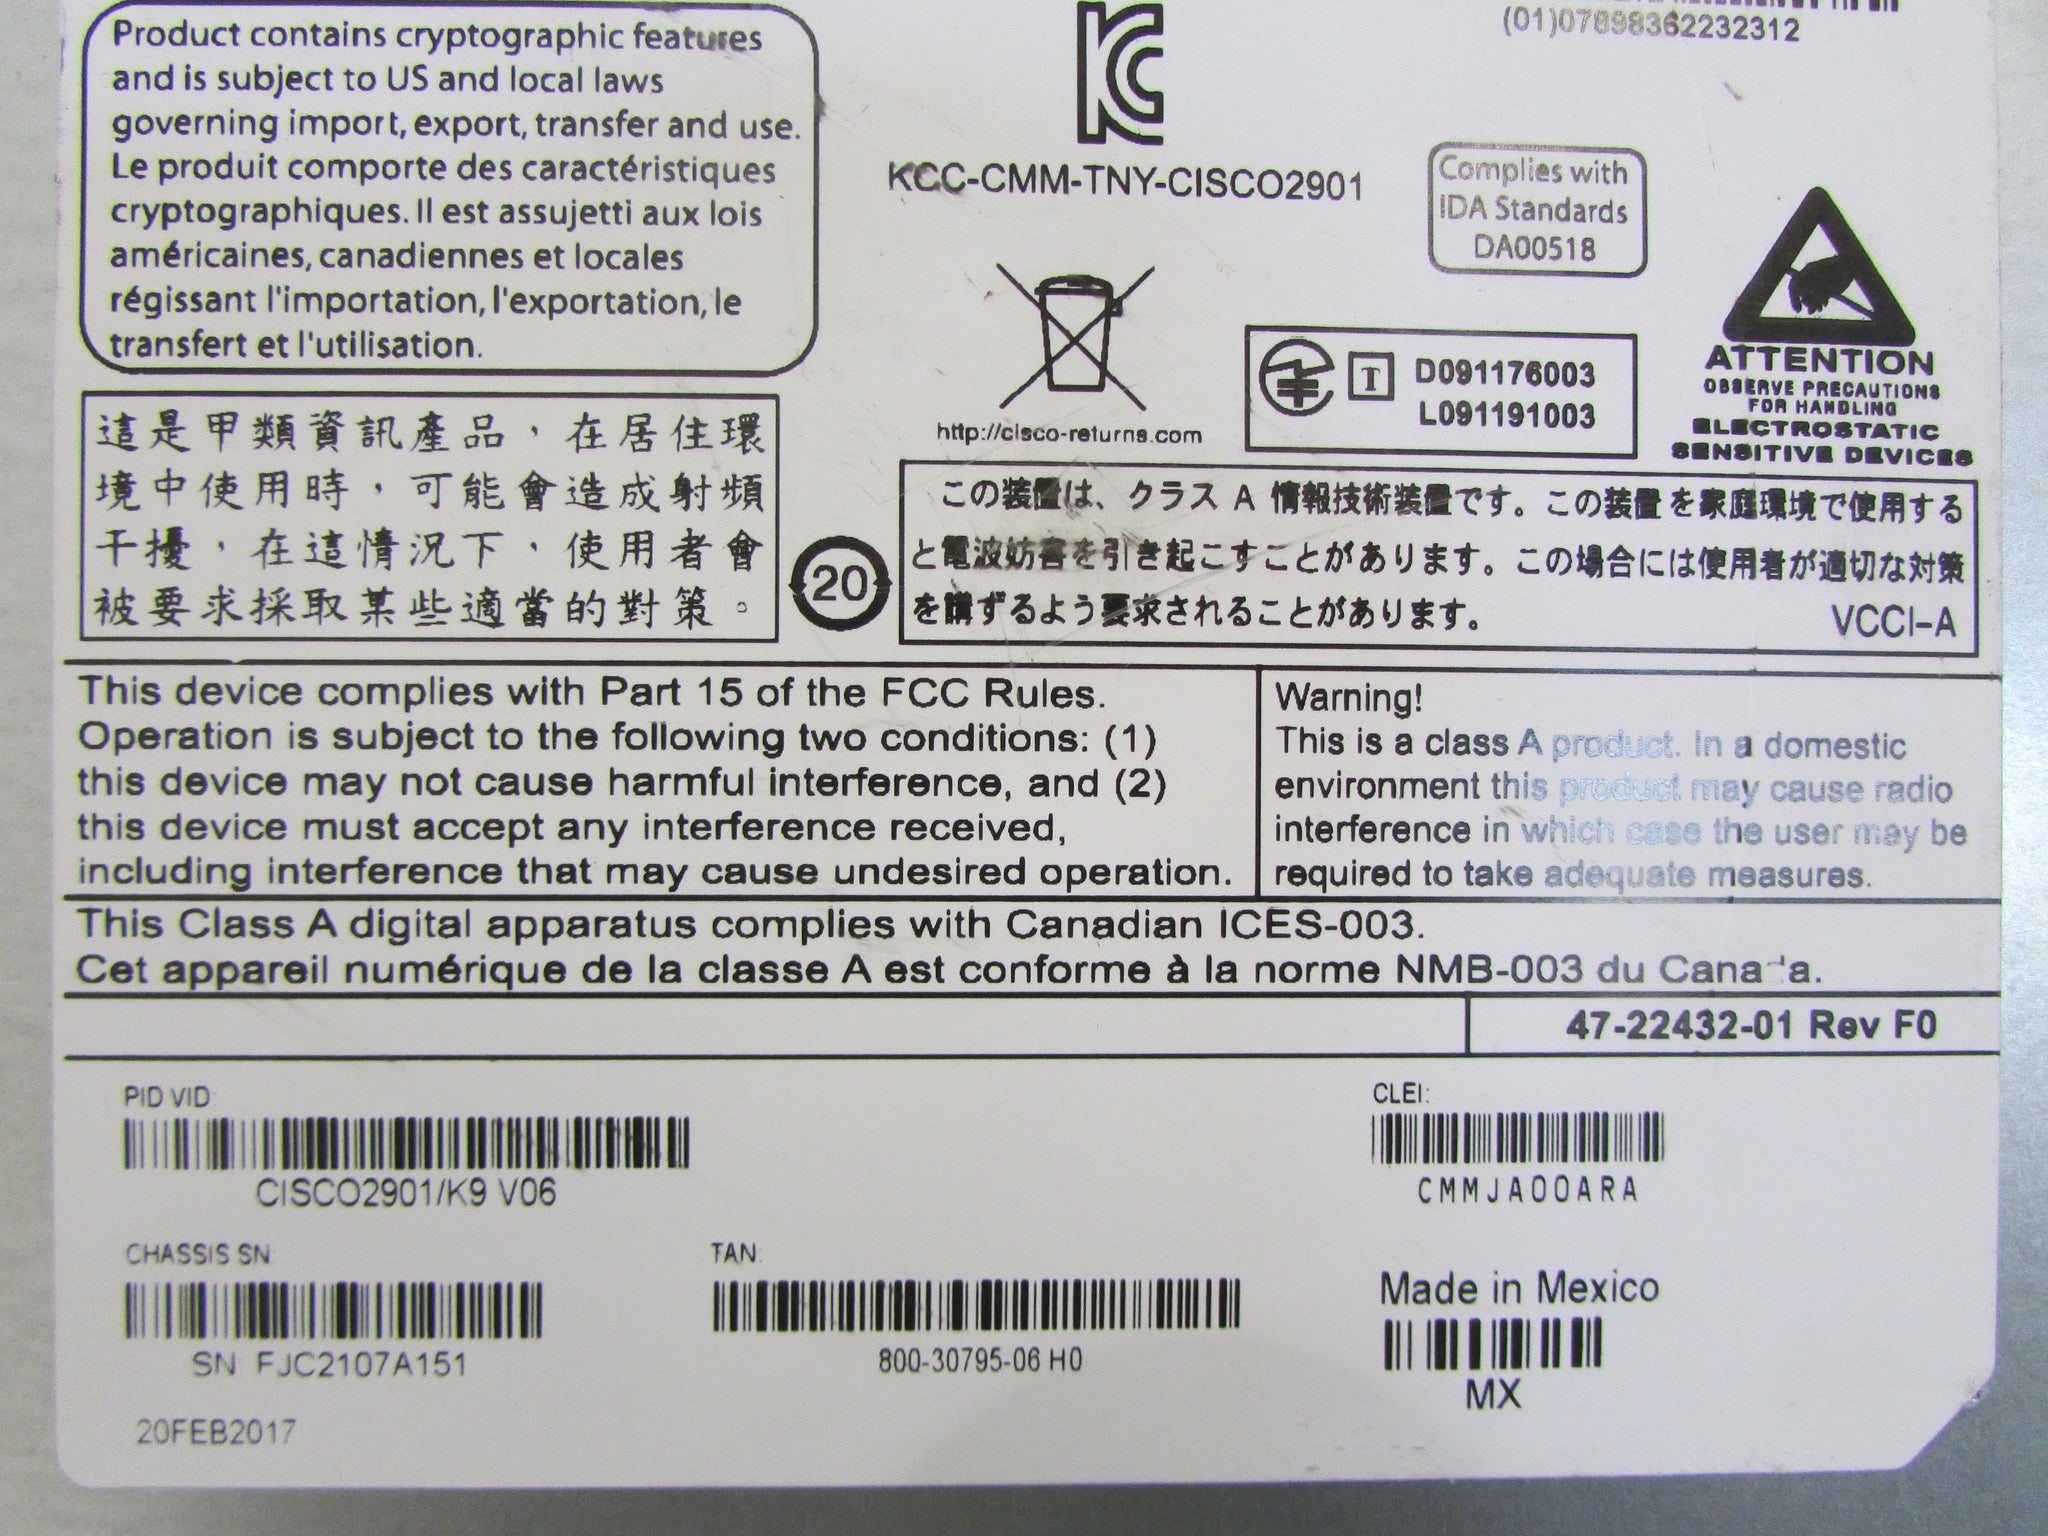 (01)07898362232312
Product contains cryptographic features
and is subject to US and local laws
governing import, export, transfer and use.
Le produit comporte des caractéristiques
cryptographiques. Il est assujetti aux lois
américaines, canadiennes et locales
régissant l'importation, l'exportation, le
transfert et l'utilisation.
KCC-CMM-TNY-CISCO2901
Complies with
IDA Standards
DA00518
http://cisco-returns.com
T
D091176003
L091191003
ATTENTION
OBSERVE PRECAUTIONS
FOR HANDLING
ELECTROSTATIC
SENSITIVE DEVICES
這是甲類資訊產品，在居住環
境中使用時，可能會造成射頻
干擾，在這情況下，使用者會
被要求採取某些適當的對策。
20
この装置は、クラス A 情報技術装置です。この装置を家庭環境で使用する
と電波妨害を引き起こすことがあります。この場合には使用者が適切な対策
を講ずるよう要求されることがあります。
VCCI-A
This device complies with Part 15 of the FCC Rules.
Operation is subject to the following two conditions: (1)
this device may not cause harmful interference, and (2)
this device must accept any interference received,
including interference that may cause undesired operation.
Warning!
This is a class A product. In a domestic
environment this product may cause radio
interference in which case the user may be
required to take adequate measures.
This Class A digital apparatus complies with Canadian ICES-003.
Cet appareil numérique de la classe A est conforme à la norme NMB-003 du Canada.
47-22432-01 Rev F0
PID VID:
CISCO2901/K9 V06
CLEI:
CMMJA00ARA
CHASSIS SN:
SN FJC2107A151
TAN:
800-30795-06 H0
Made in Mexico
MX
20FEB2017